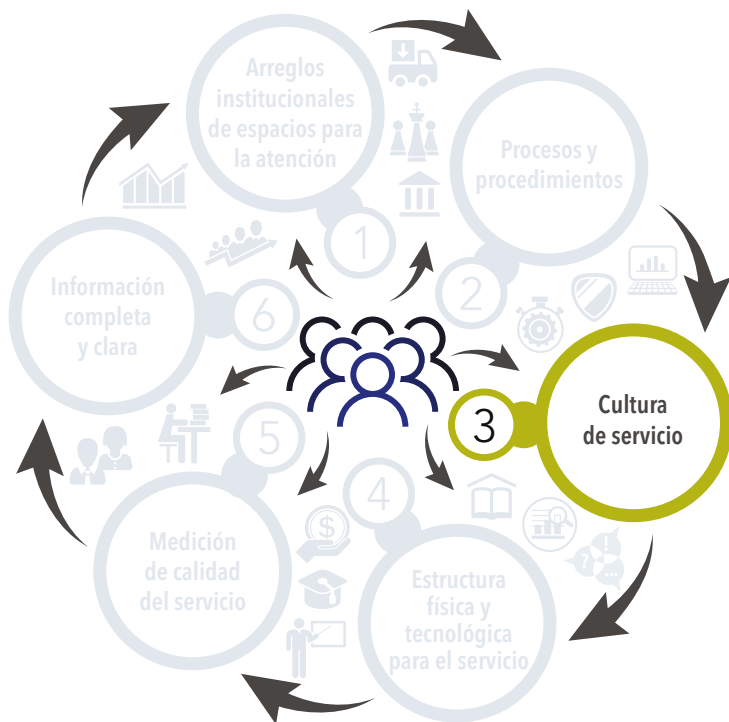 Arreglos
institucionales
de espacios para
la atención
1
Procesos y
procedimientos
2
Cultura
de servicio
3
Estructura
física y
tecnológica
para el servicio
4
$
!
?
...
Medición
de calidad
del servicio
5
Información
completa
y clara
6